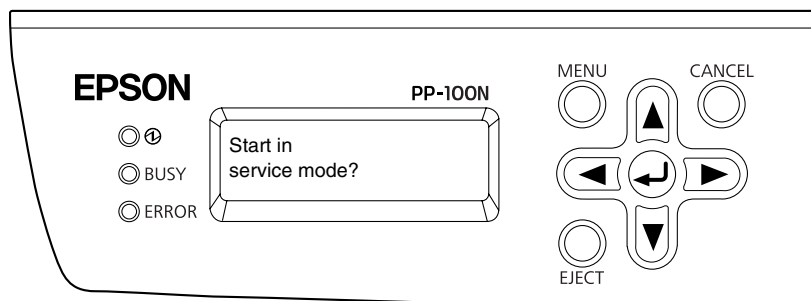 EPSON
PP-100N
MENU
CANCEL
Start in
service mode?
BUSY
ERROR
EJECT